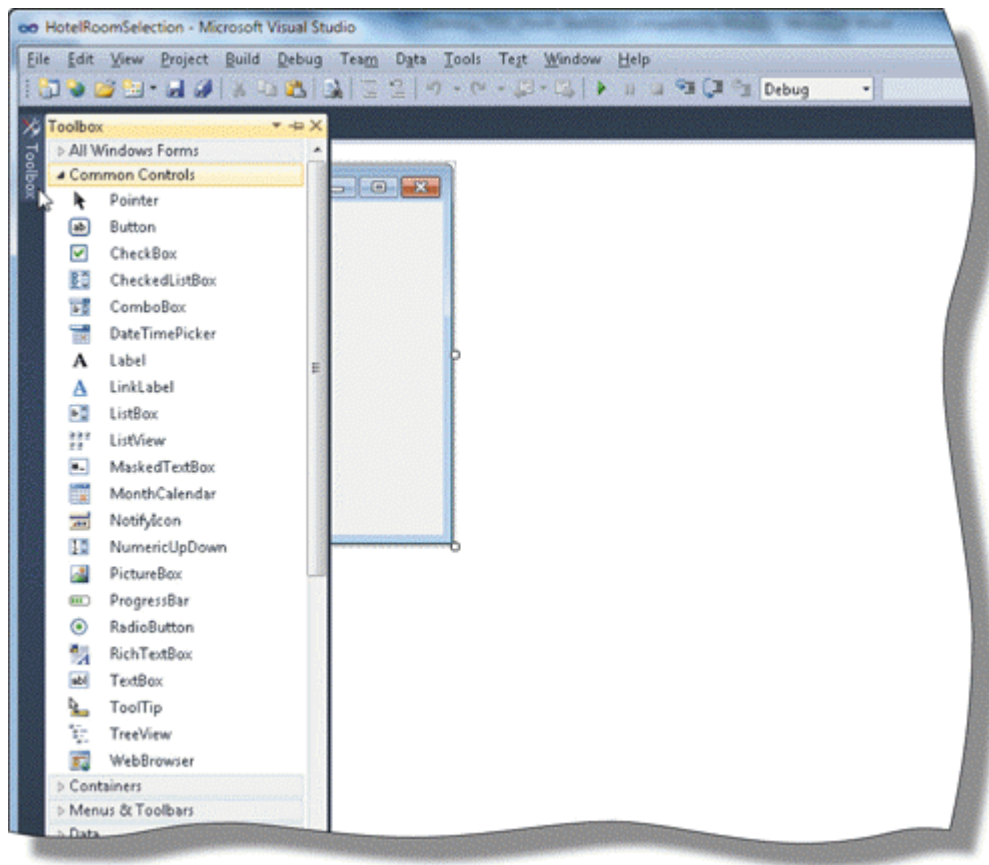 HotelRoomSelection - Microsoft Visual Studio
File Edit View Project Build Debug Team Data Tools Test Window Help
Debug
Toolbox
Toolbox
All Windows Forms
Common Controls
Pointer
Button
CheckBox
CheckedListBox
ComboBox
DateTimePicker
Label
LinkLabel
ListBox
ListView
MaskedTextBox
MonthCalendar
NotifyIcon
NumericUpDown
PictureBox
ProgressBar
RadioButton
RichTextBox
TextBox
ToolTip
TreeView
WebBrowser
Containers
Menus & Toolbars
Data